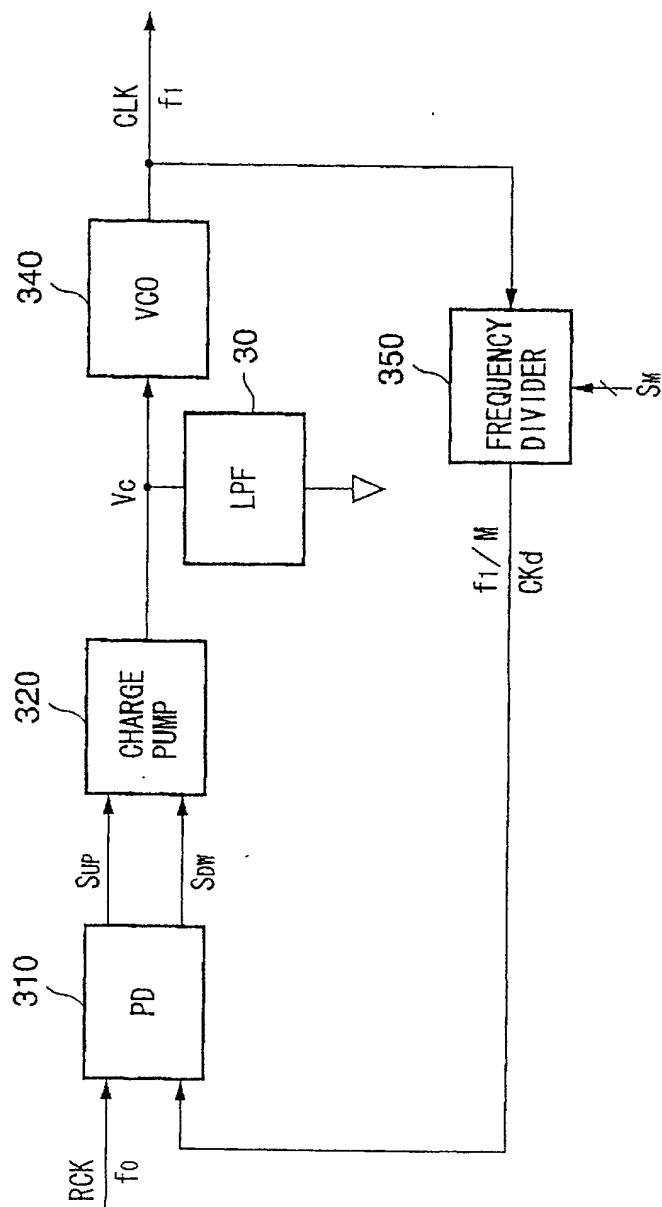 RCK
f0
310
PD
SUP
SDW
320
CHARGE
PUMP
Vc
30
LPF
340
VCO
CLK
f1
350
FREQUENCY
DIVIDER
SM
f1/M
CKd